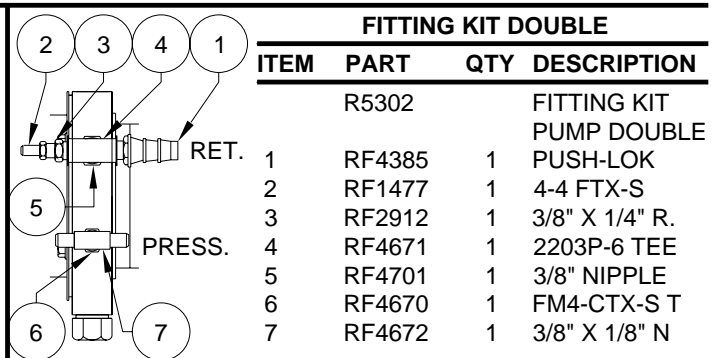 2 3 4 1
RET.
5
PRESS.
6 7
FITTING KIT DOUBLE
ITEM PART QTY DESCRIPTION
R5302 FITTING KIT
PUMP DOUBLE
1 RF4385 1 PUSH-LOK
2 RF1477 1 4-4 FTX-S
3 RF2912 1 3/8" X 1/4" R.
4 RF4671 1 2203P-6 TEE
5 RF4701 1 3/8" NIPPLE
6 RF4670 1 FM4-CTX-S T
7 RF4672 1 3/8" X 1/8" N